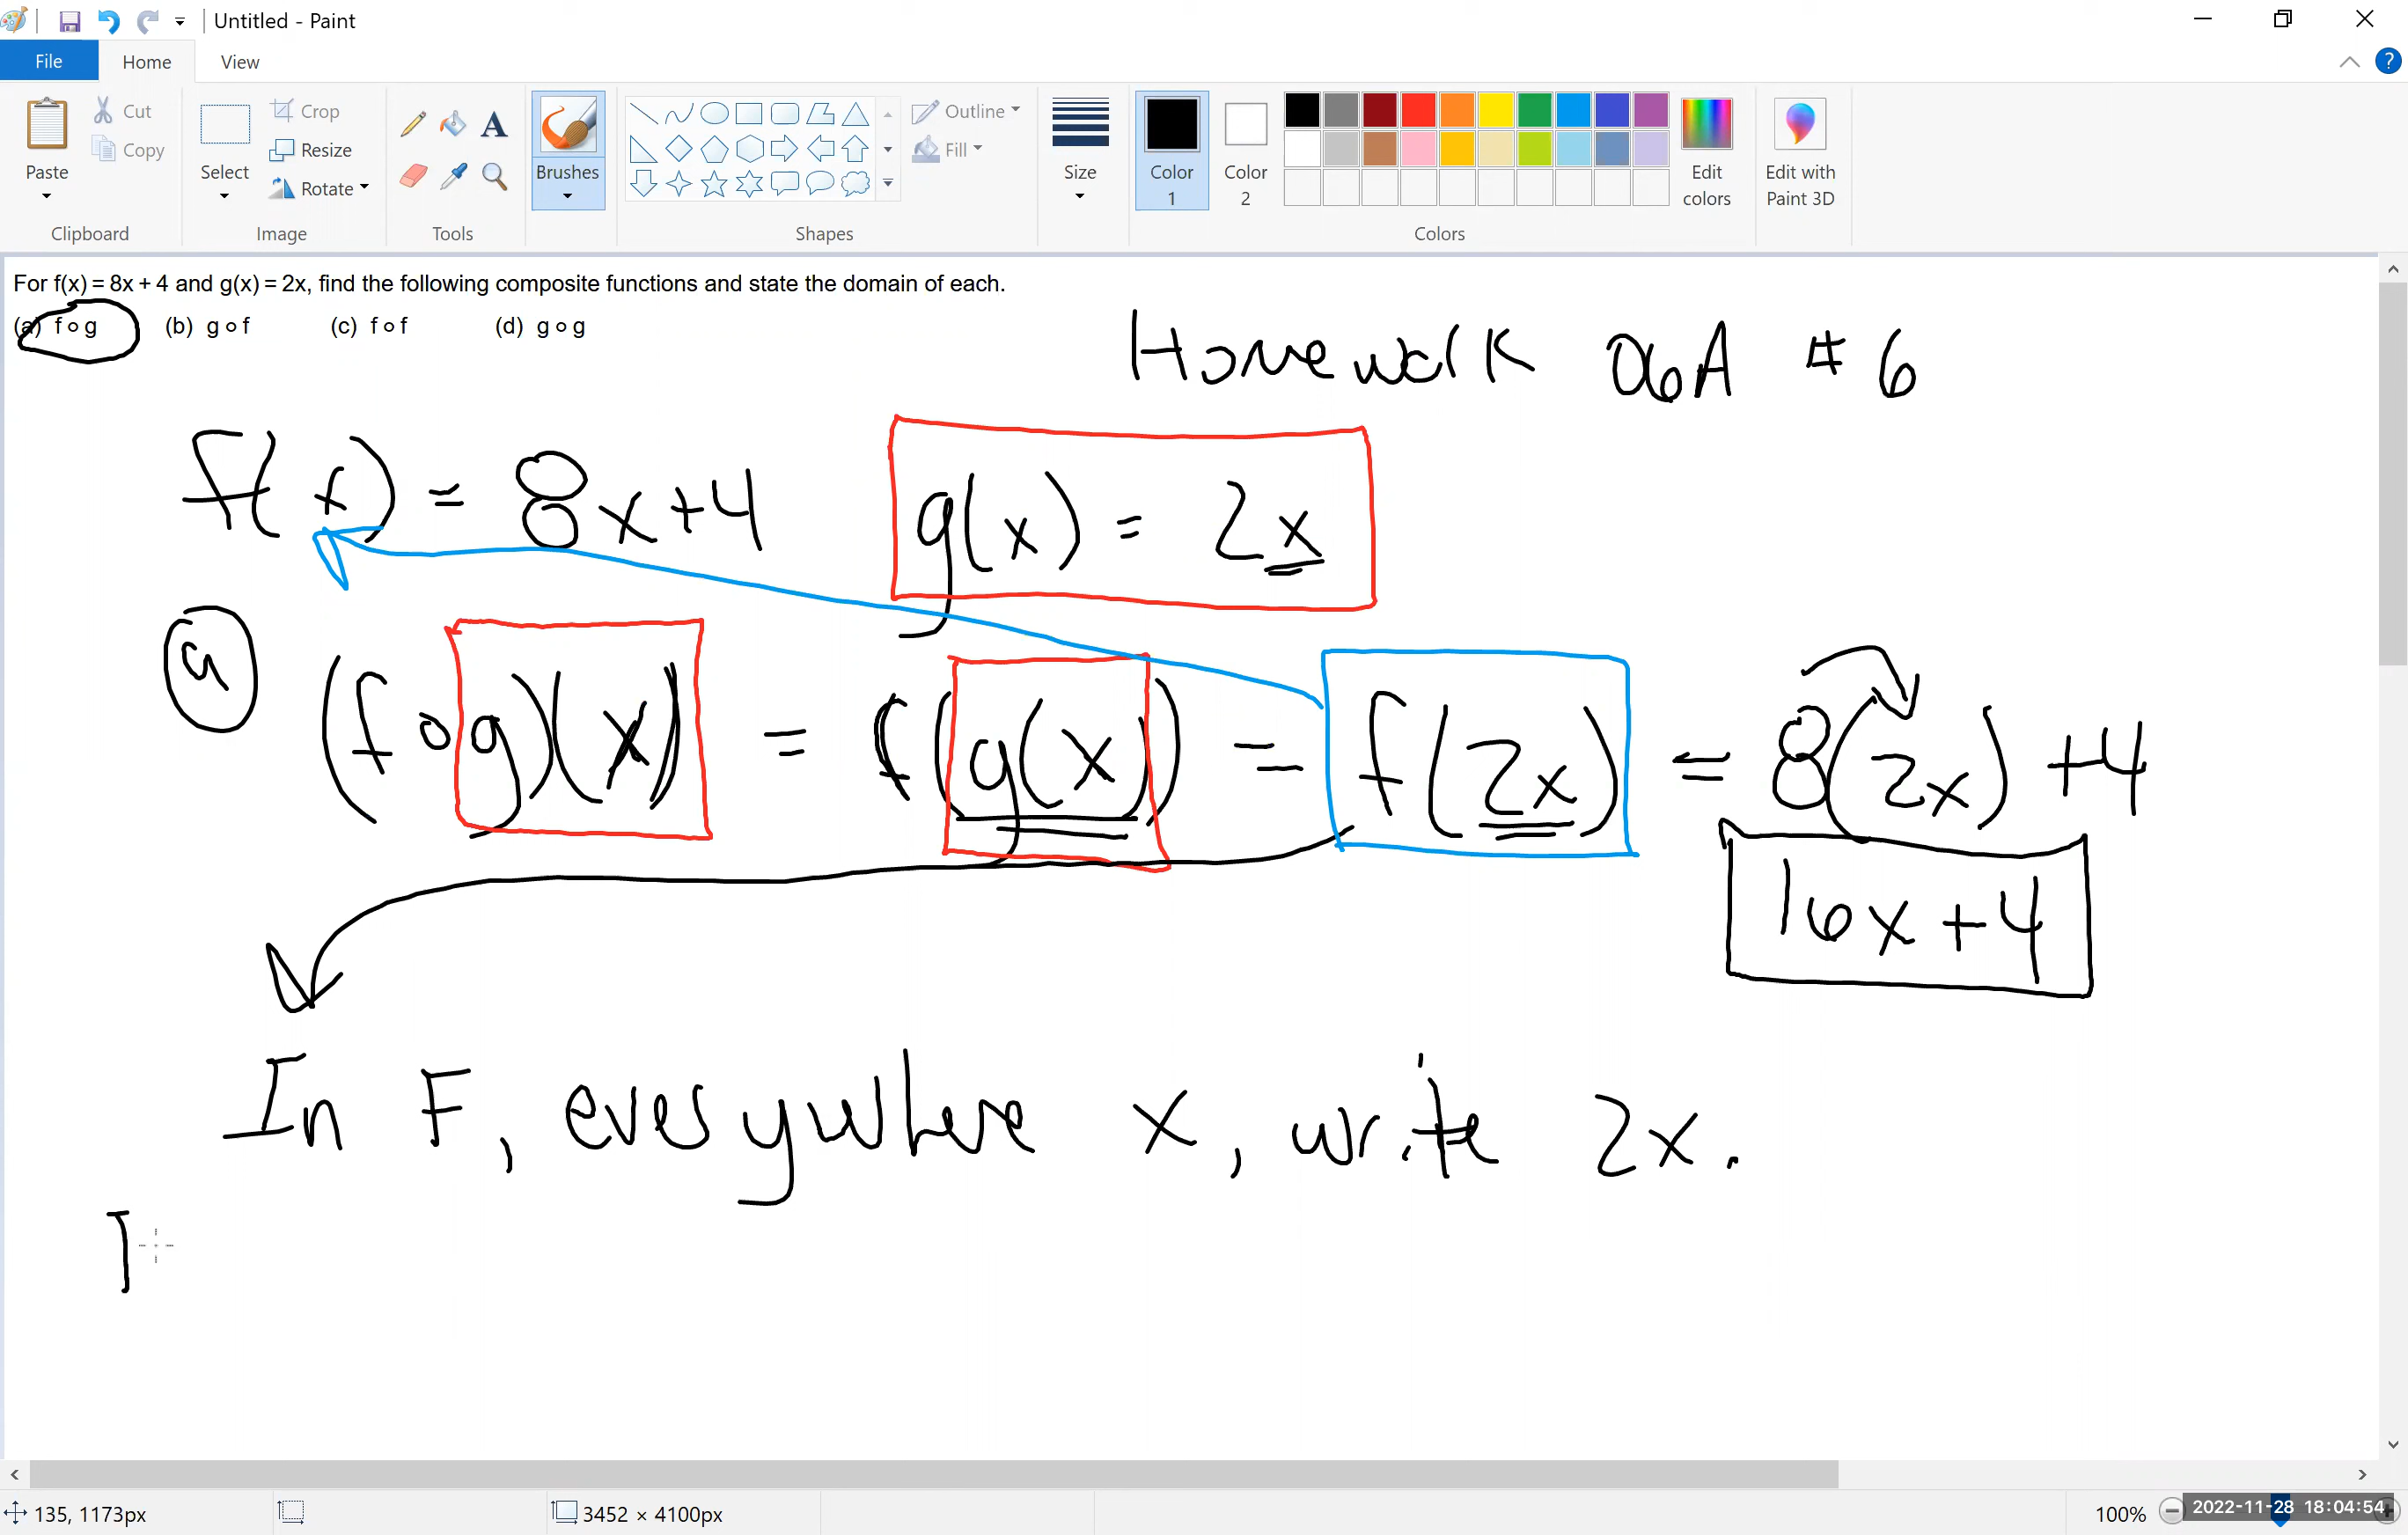 Untitled - Paint
File Home View
Paste Cut Copy Clipboard
Select Crop Resize Rotate Image
Tools
Brushes
Shapes
Outline
Fill
Size
Color 1
Color 2
Colors
Edit colors
Edit with Paint 3D
For f(x) = 8x + 4 and g(x) = 2x, find the following composite functions and state the domain of each.
(a) f∘g (b) g∘f (c) f∘f (d) g∘g
Homework 06A # 6
f(x) = 8x+4 g(x) = 2x
a (f∘g)(x) = f(g(x)) = f(2x) = 8(2x)+4
16x+4
In F, everywhere x, write 2x.
135, 1173px
3452 × 4100px
100%
2022-11-28 18:04:54